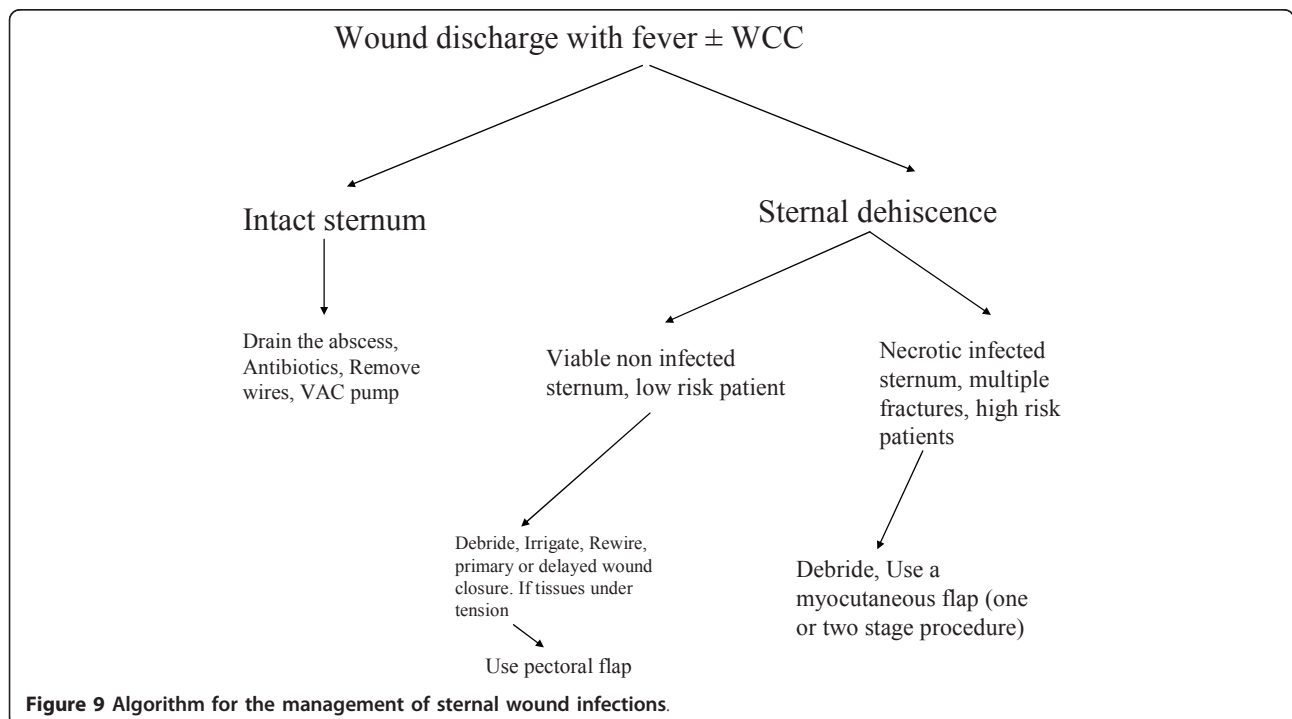 Wound discharge with fever ± WCC
Intact sternum
Sternal dehiscence
Drain the abscess,
Antibiotics, Remove
wires, VAC pump
Viable non infected
sternum, low risk patient
Necrotic infected
sternum, multiple
fractures, high risk
patients
Debride, Irrigate, Rewire,
primary or delayed wound
closure. If tissues under
tension
Use pectoral flap
Debride, Use a
myocutaneous flap (one
or two stage procedure)
Figure 9 Algorithm for the management of sternal wound infections.